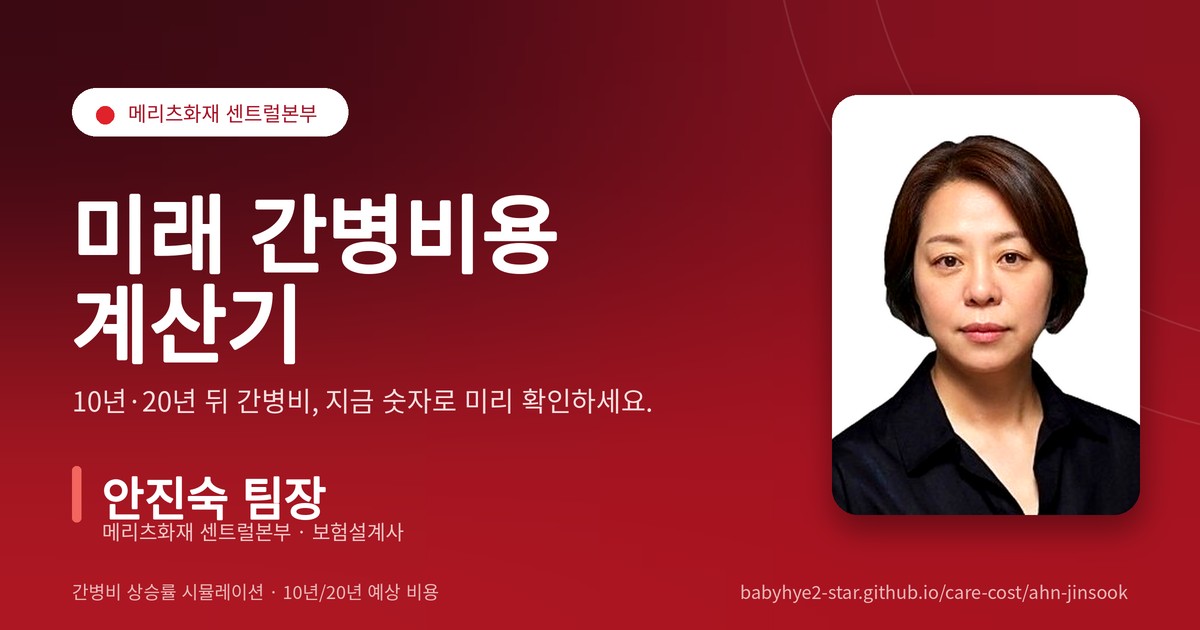 메리츠화재 센트럴본부
미래 간병비용
계산기
10년·20년 뒤 간병비, 지금 숫자로 미리 확인하세요.
안진숙 팀장
메리츠화재 센트럴본부 · 보험설계사
간병비 상승률 시뮬레이션 · 10년/20년 예상 비용
babyhye2-star.github.io/care-cost/ahn-jinsook